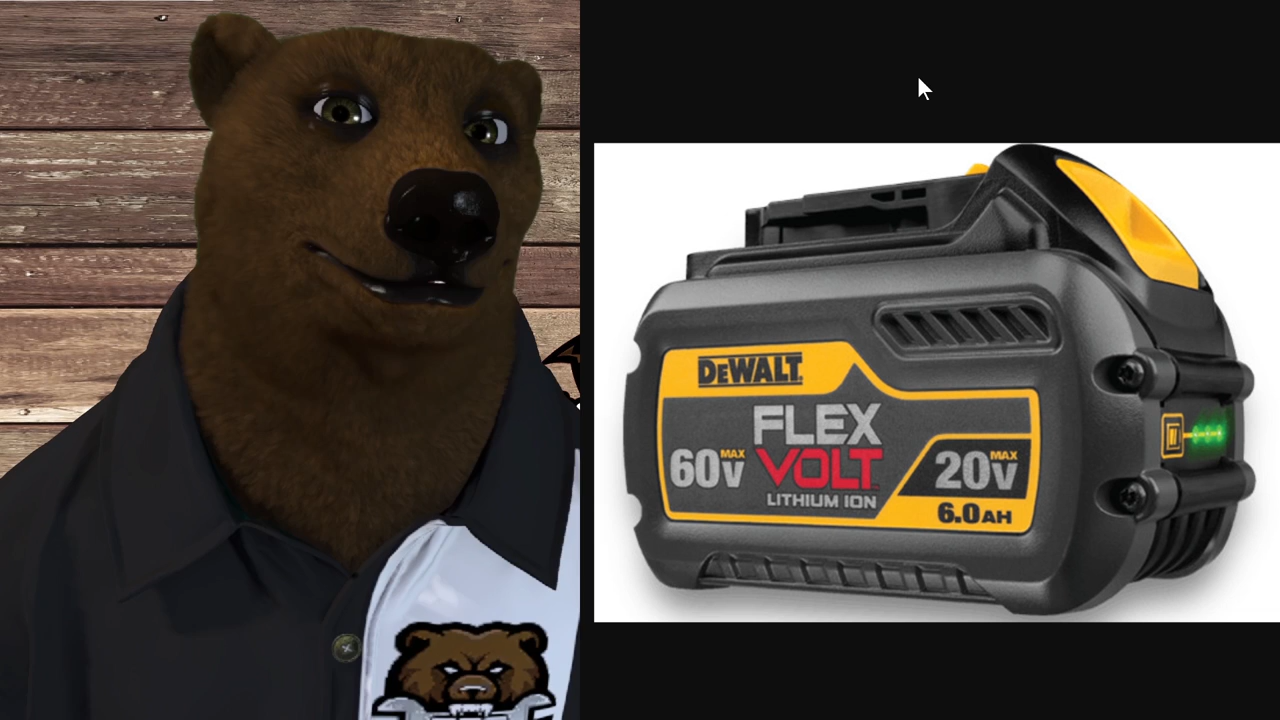 DEWALT
FLEX
VOLT
LITHIUM ION
60V MAX
20V MAX
6.0AH